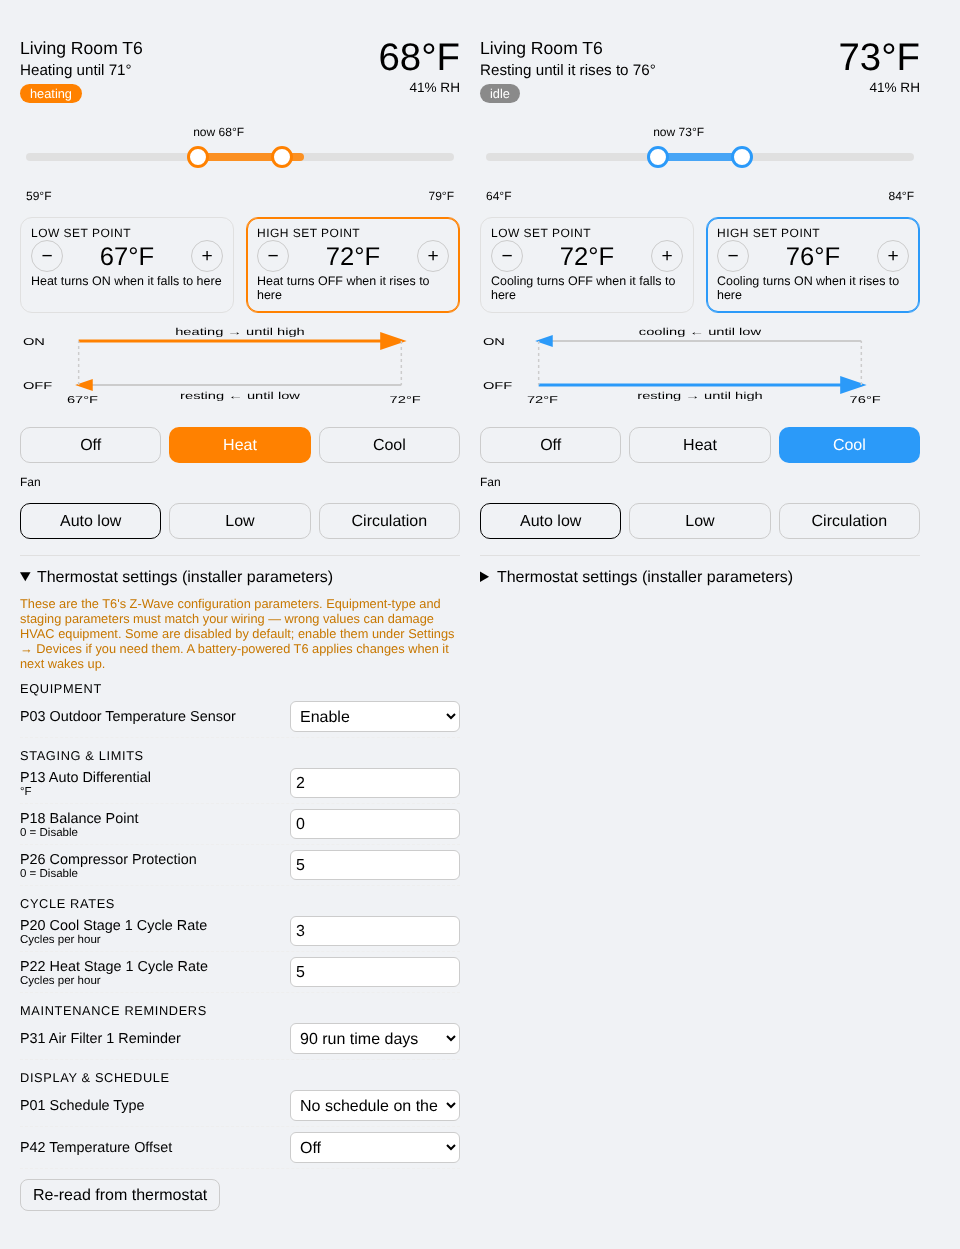 Living Room T6
Heating until 71°
heating
68°F
41% RH
now 68°F
59°F
79°F
LOW SET POINT
−
67°F
+
Heat turns ON when it falls to here
HIGH SET POINT
−
72°F
+
Heat turns OFF when it rises to
here
heating → until high
ON
OFF
resting ← until low
67°F
72°F
Off
Heat
Cool
Fan
Auto low
Low
Circulation
Thermostat settings (installer parameters)
These are the T6's Z-Wave configuration parameters. Equipment-type and
staging parameters must match your wiring — wrong values can damage
HVAC equipment. Some are disabled by default; enable them under Settings
→ Devices if you need them. A battery-powered T6 applies changes when it
next wakes up.
EQUIPMENT
P03 Outdoor Temperature Sensor
Enable
STAGING & LIMITS
P13 Auto Differential
°F
2
P18 Balance Point
0 = Disable
0
P26 Compressor Protection
0 = Disable
5
CYCLE RATES
P20 Cool Stage 1 Cycle Rate
Cycles per hour
3
P22 Heat Stage 1 Cycle Rate
Cycles per hour
5
MAINTENANCE REMINDERS
P31 Air Filter 1 Reminder
90 run time days
DISPLAY & SCHEDULE
P01 Schedule Type
No schedule on the
P42 Temperature Offset
Off
Re-read from thermostat
Living Room T6
Resting until it rises to 76°
idle
73°F
41% RH
now 73°F
64°F
84°F
LOW SET POINT
−
72°F
+
Cooling turns OFF when it falls to
here
HIGH SET POINT
−
76°F
+
Cooling turns ON when it rises to
here
cooling ← until low
ON
OFF
resting → until high
72°F
76°F
Off
Heat
Cool
Fan
Auto low
Low
Circulation
Thermostat settings (installer parameters)